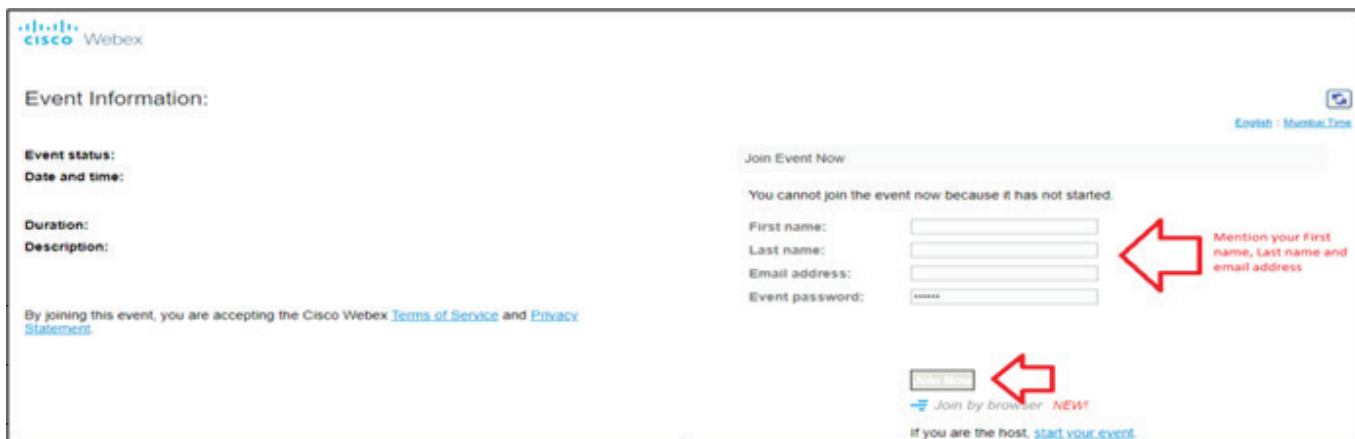 CISCO Webex
Event Information:
English : Mumbai Time
Event status:
Date and time:
Duration:
Description:
By joining this event, you are accepting the Cisco Webex Terms of Service and Privacy
Statement.
Join Event Now
You cannot join the event now because it has not started.
First name:
Last name:
Email address:
Event password:
Mention your First
name, Last name and
email address
Join Now
Join by browser NEW!
If you are the host, start your event.